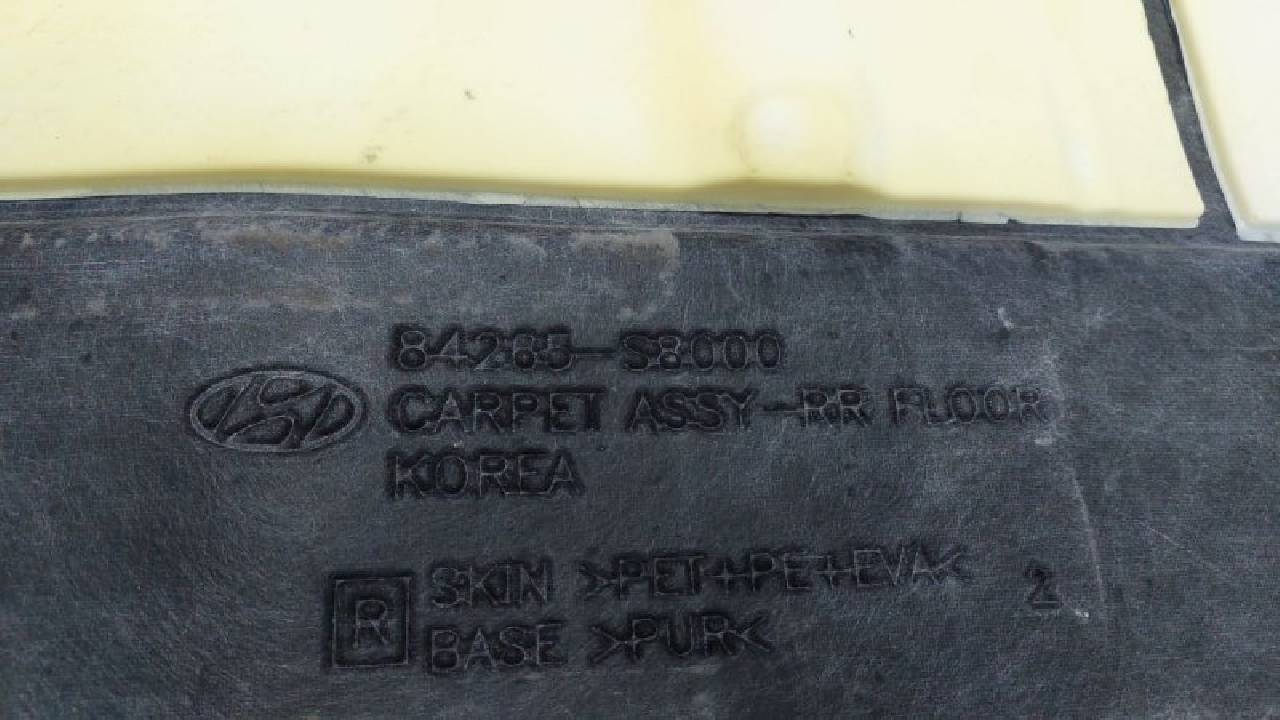 84265-S8000
CARPET ASSY-RR FLOOR
KOREA
R
SKIN >PET+PE+EVA<
2
BASE >PUR<